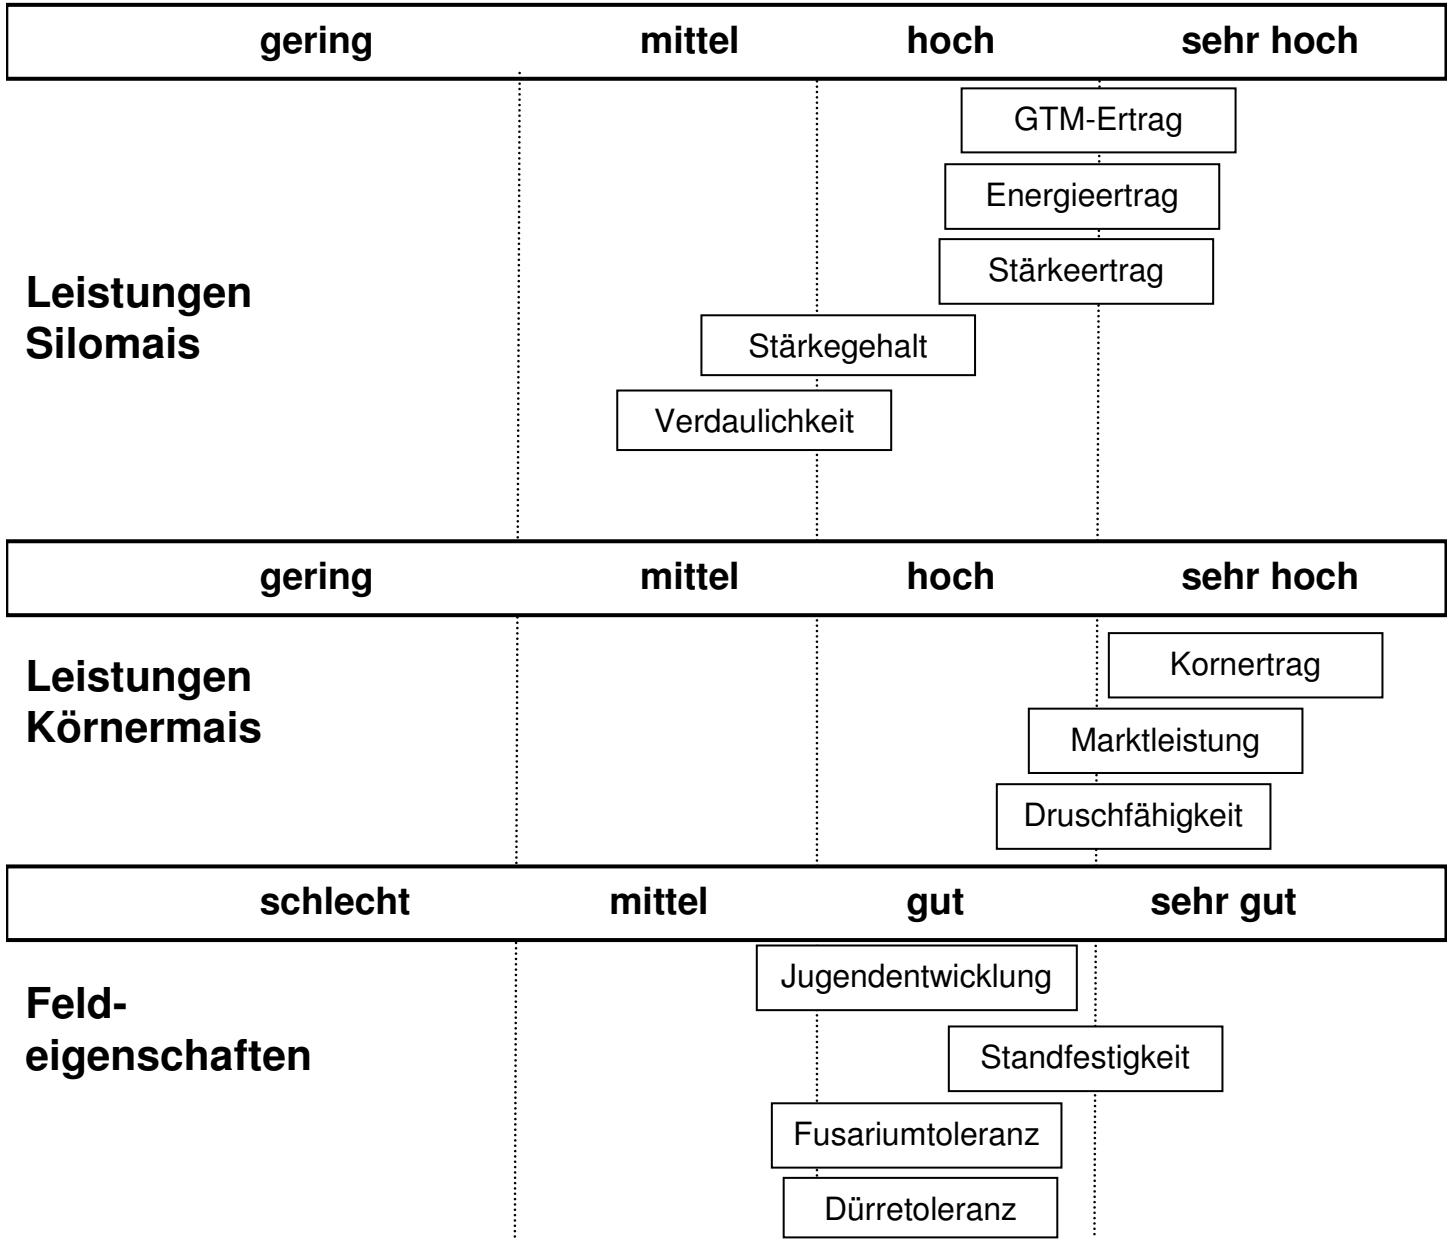 gering mittel hoch sehr hoch
GTM-Ertrag
Energieertrag
Stärkeertrag
Leistungen
Silomais
Stärkegehalt
Verdaulichkeit
gering mittel hoch sehr hoch
Leistungen
Körnermais
Kornertrag
Marktleistung
Druschfähigkeit
schlecht mittel gut sehr gut
Feld-
eigenschaften
Jugendentwicklung
Standfestigkeit
Fusariumtoleranz
Dürretoleranz